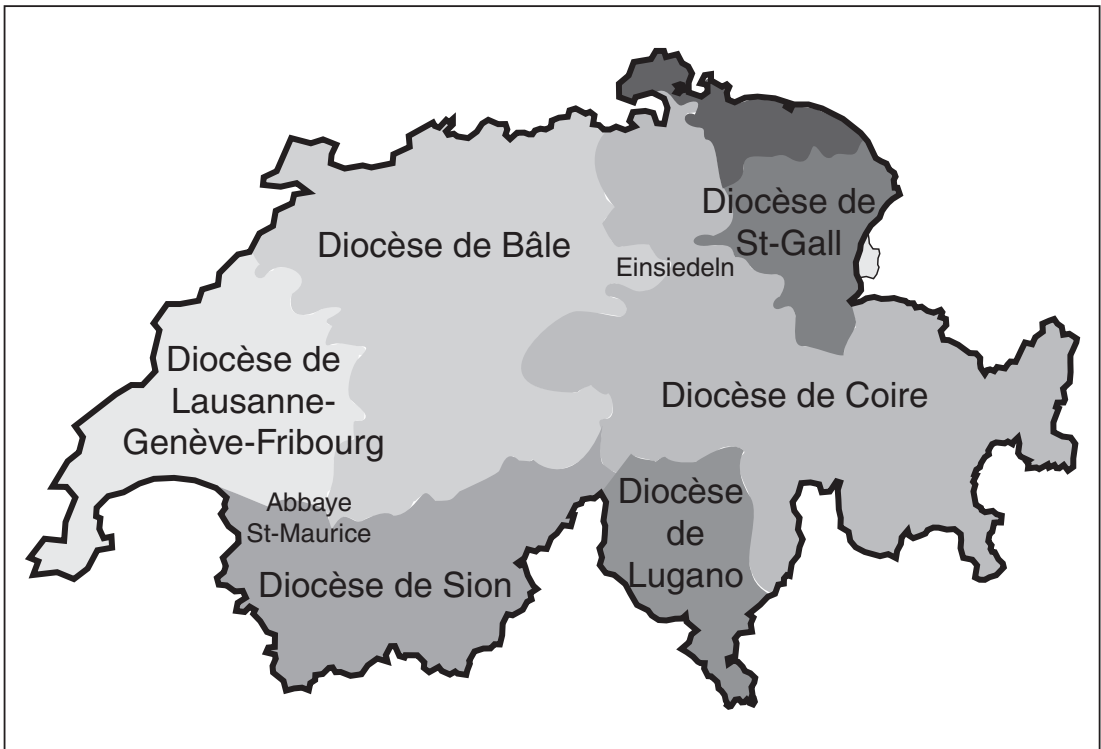 Diocèse de
St-Gall
Diocèse de Bâle
Einsiedeln
Diocèse de
Lausanne-
Genève-Fribourg
Diocèse de Coire
Abbaye
St-Maurice
Diocèse
de
Lugano
Diocèse de Sion